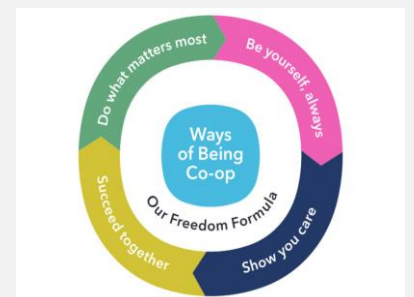 Do what matters most
Be yourself, always
Show you care
Succeed together
Ways
of Being
Co-op
Our Freedom Formula